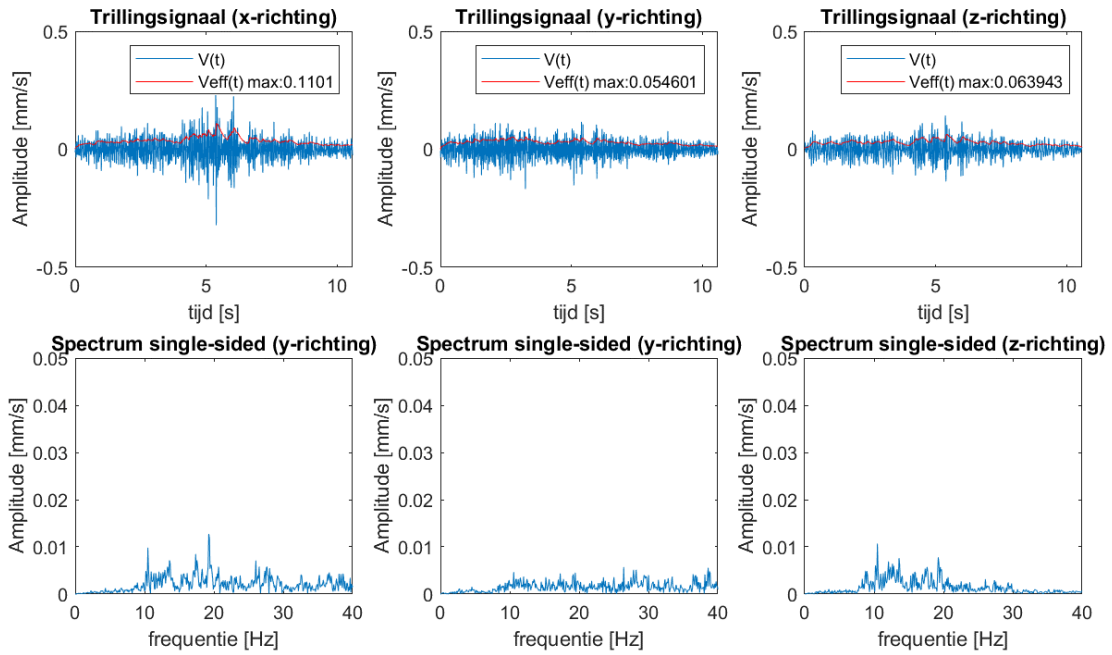 Trillingsignaal (x-richting)
0.5
0
-0.5
Amplitude [mm/s]
V(t)
Veff(t) max:0.1101
0 5 10
tijd [s]
Trillingsignaal (y-richting)
0.5
0
-0.5
Amplitude [mm/s]
V(t)
Veff(t) max:0.054601
0 5 10
tijd [s]
Trillingsignaal (z-richting)
0.5
0
-0.5
Amplitude [mm/s]
V(t)
Veff(t) max:0.063943
0 5 10
tijd [s]
Spectrum single-sided (y-richting)
0.05
0.04
0.03
0.02
0.01
0
Amplitude [mm/s]
0 10 20 30 40
frequentie [Hz]
Spectrum single-sided (y-richting)
0.05
0.04
0.03
0.02
0.01
0
Amplitude [mm/s]
0 10 20 30 40
frequentie [Hz]
Spectrum single-sided (z-richting)
0.05
0.04
0.03
0.02
0.01
0
Amplitude [mm/s]
0 10 20 30 40
frequentie [Hz]